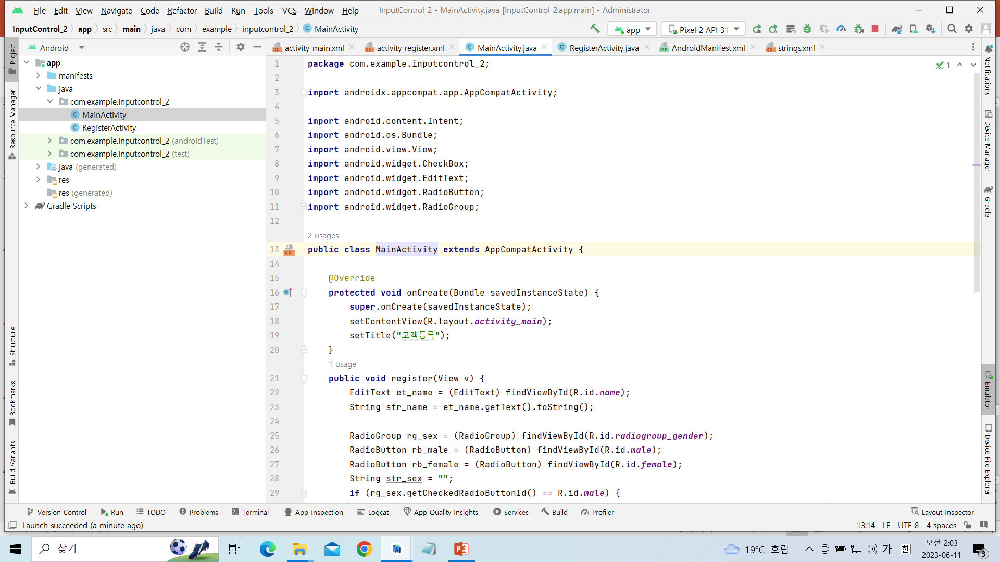 File Edit View Navigate Code Refactor Build Run Tools VCS Window Help InputControl_2 - MainActivity.java [InputControl_2.app.main] - Administrator
InputControl_2 app src main java com example inputcontrol_2 MainActivity app Pixel 2 API 31
Android
activity_main.xml activity_register.xml MainActivity.java RegisterActivity.java AndroidManifest.xml strings.xml
Project
Resource Manager
Structure
Bookmarks
Build Variants
app
manifests
java
com.example.inputcontrol_2
MainActivity
RegisterActivity
com.example.inputcontrol_2 (androidTest)
com.example.inputcontrol_2 (test)
java (generated)
res
res (generated)
Gradle Scripts
1 package com.example.inputcontrol_2;
2
3 import androidx.appcompat.app.AppCompatActivity;
4
5 import android.content.Intent;
6 import android.os.Bundle;
7 import android.view.View;
8 import android.widget.CheckBox;
9 import android.widget.EditText;
10 import android.widget.RadioButton;
11 import android.widget.RadioGroup;
12
2 usages
13 public class MainActivity extends AppCompatActivity {
14
15 @Override
16 protected void onCreate(Bundle savedInstanceState) {
17 super.onCreate(savedInstanceState);
18 setContentView(R.layout.activity_main);
19 setTitle("고객등록");
20 }
1 usage
21 public void register(View v) {
22 EditText et_name = (EditText) findViewById(R.id.name);
23 String str_name = et_name.getText().toString();
24
25 RadioGroup rg_sex = (RadioGroup) findViewById(R.id.radiogroup_gender);
26 RadioButton rb_male = (RadioButton) findViewById(R.id.male);
27 RadioButton rb_female = (RadioButton) findViewById(R.id.female);
28 String str_sex = "";
29 if (rg_sex.getCheckedRadioButtonId() == R.id.male) {
1
Notifications
Device Manager
Gradle
Emulator
Device File Explorer
Version Control Run TODO Problems Terminal App Inspection Logcat App Quality Insights Services Build Profiler Layout Inspector
Launch succeeded (a minute ago) 13:14 LF UTF-8 4 spaces
찾기 19°C 흐림 가 한 오전 2:03
2023-06-11 3